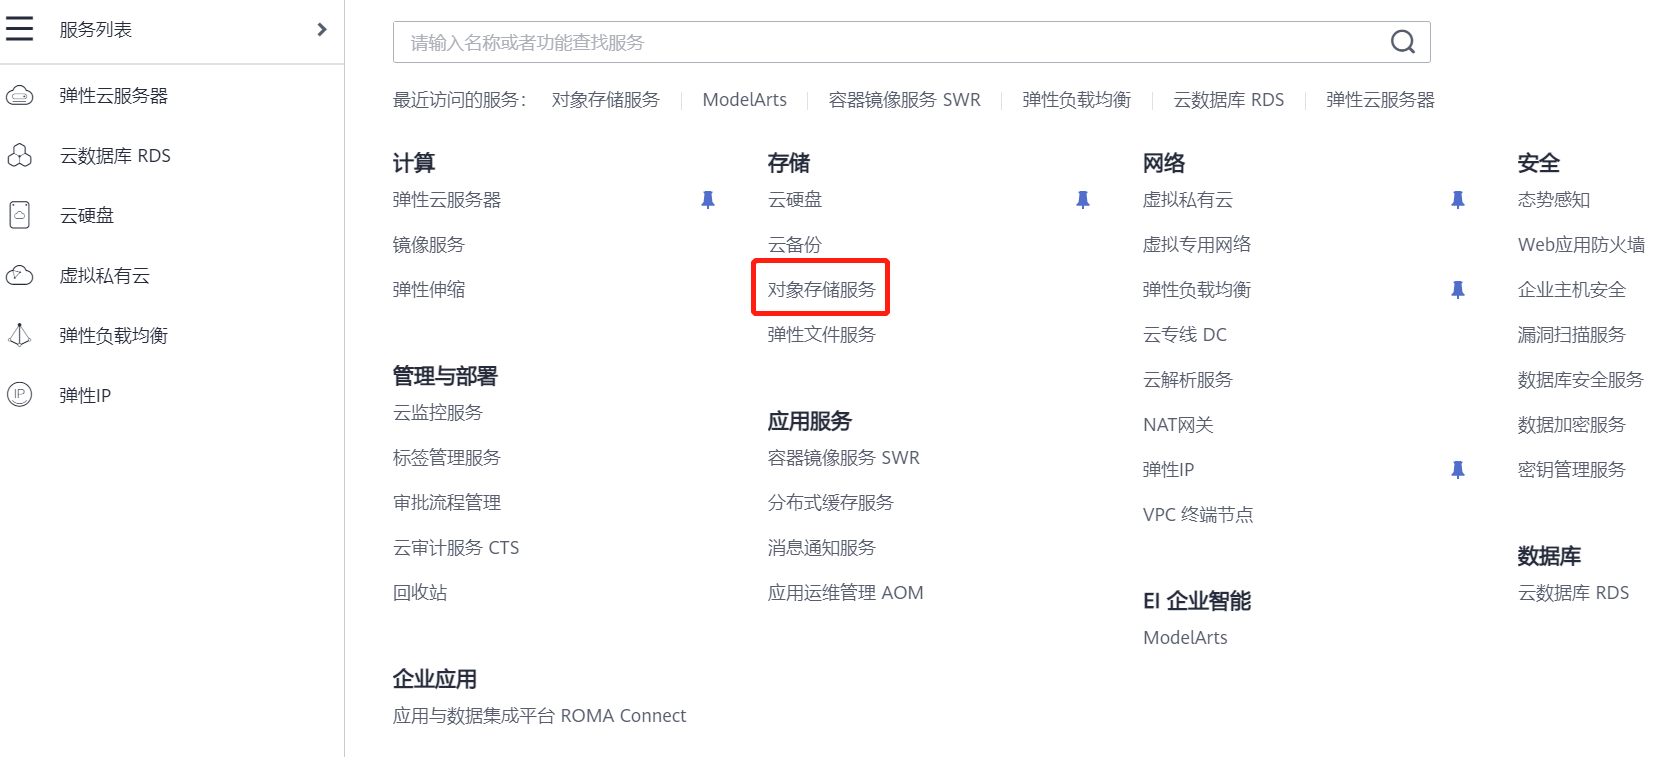 服务列表
弹性云服务器
云数据库 RDS
云硬盘
虚拟私有云
弹性负载均衡
IP 弹性IP
请输入名称或者功能查找服务
最近访问的服务： 对象存储服务 ModelArts 容器镜像服务 SWR 弹性负载均衡 云数据库 RDS 弹性云服务器
计算
弹性云服务器
镜像服务
弹性伸缩
管理与部署
云监控服务
标签管理服务
审批流程管理
云审计服务 CTS
回收站
企业应用
应用与数据集成平台 ROMA Connect
存储
云硬盘
云备份
对象存储服务
弹性文件服务
应用服务
容器镜像服务 SWR
分布式缓存服务
消息通知服务
应用运维管理 AOM
网络
虚拟私有云
虚拟专用网络
弹性负载均衡
云专线 DC
云解析服务
NAT网关
弹性IP
VPC 终端节点
EI 企业智能
ModelArts
安全
态势感知
Web应用防火墙
企业主机安全
漏洞扫描服务
数据库安全服务
数据加密服务
密钥管理服务
数据库
云数据库 RDS